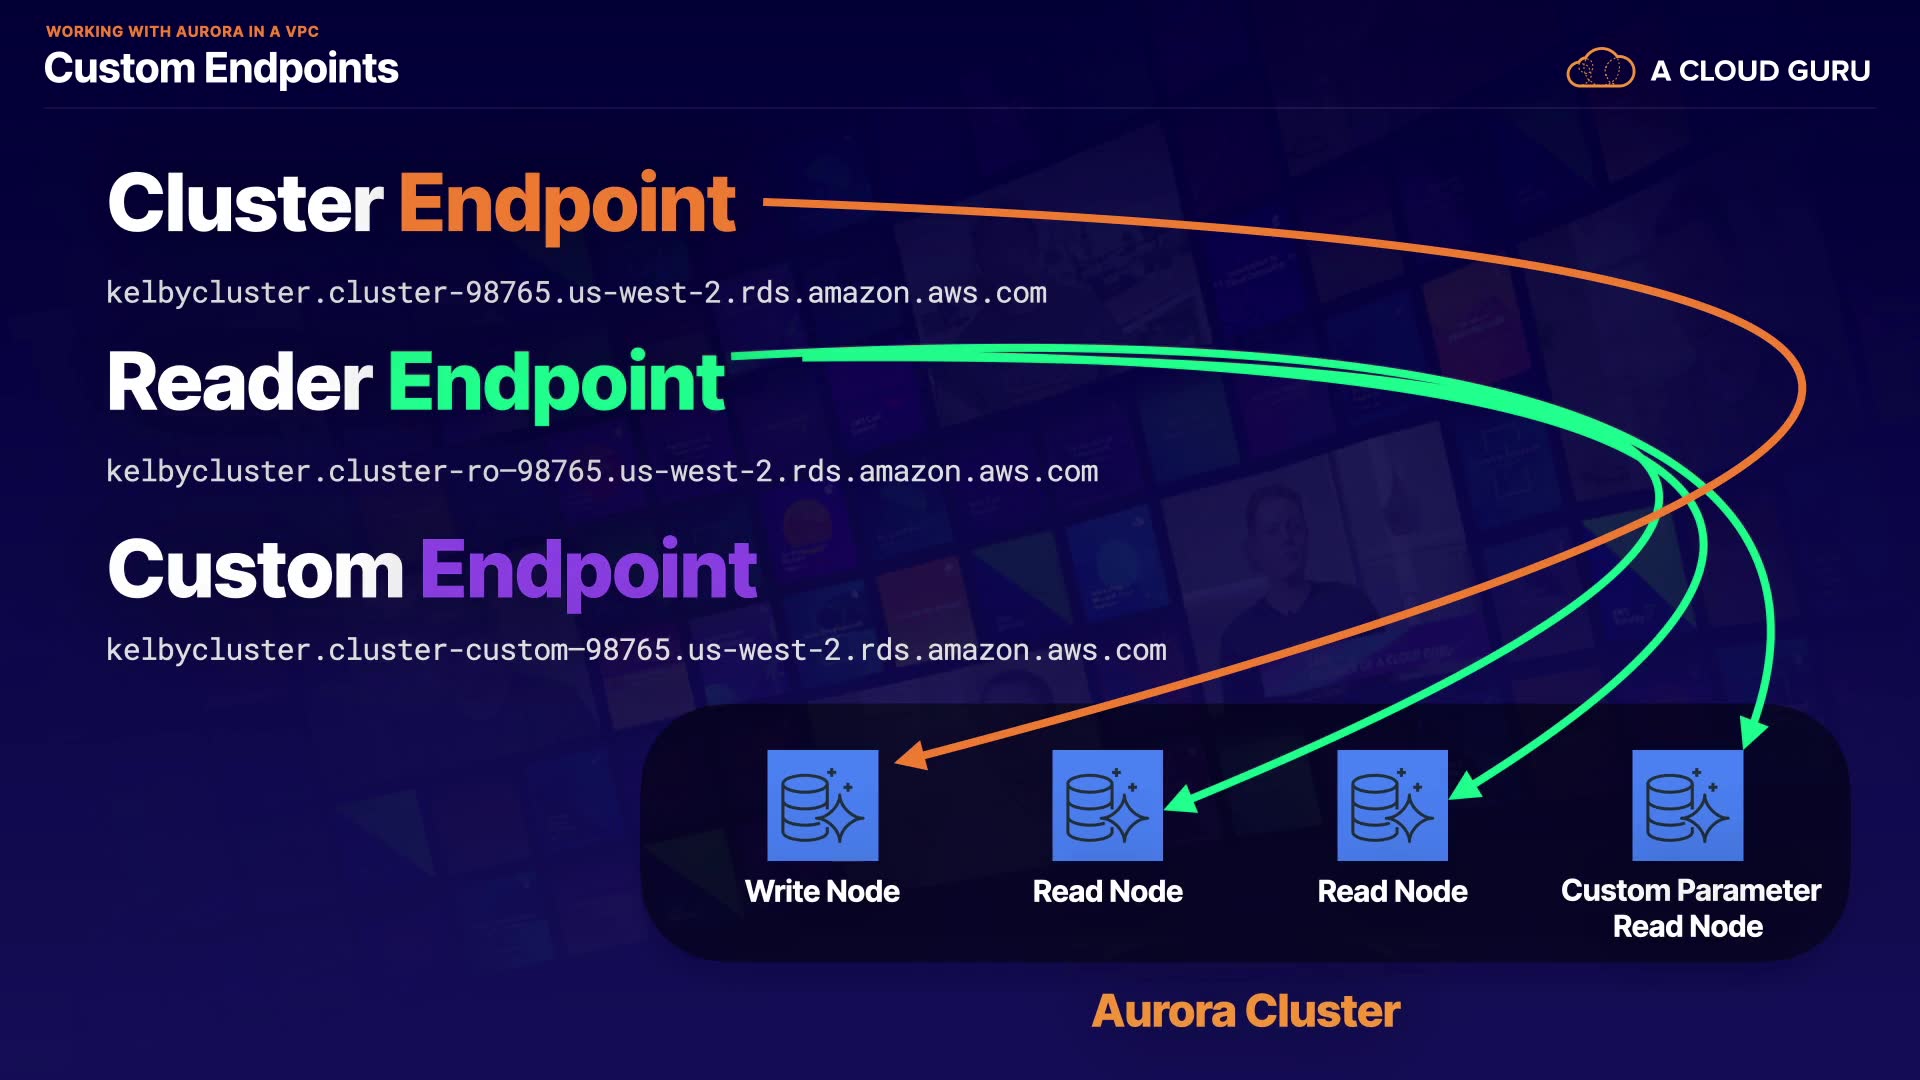 WORKING WITH AURORA IN A VPC
Custom Endpoints
A CLOUD GURU
Cluster Endpoint
kelbycluster.cluster-98765.us-west-2.rds.amazon.aws.com
Reader Endpoint
kelbycluster.cluster-ro—98765.us-west-2.rds.amazon.aws.com
Custom Endpoint
kelbycluster.cluster-custom—98765.us-west-2.rds.amazon.aws.com
Write Node
Read Node
Read Node
Custom Parameter
Read Node
Aurora Cluster